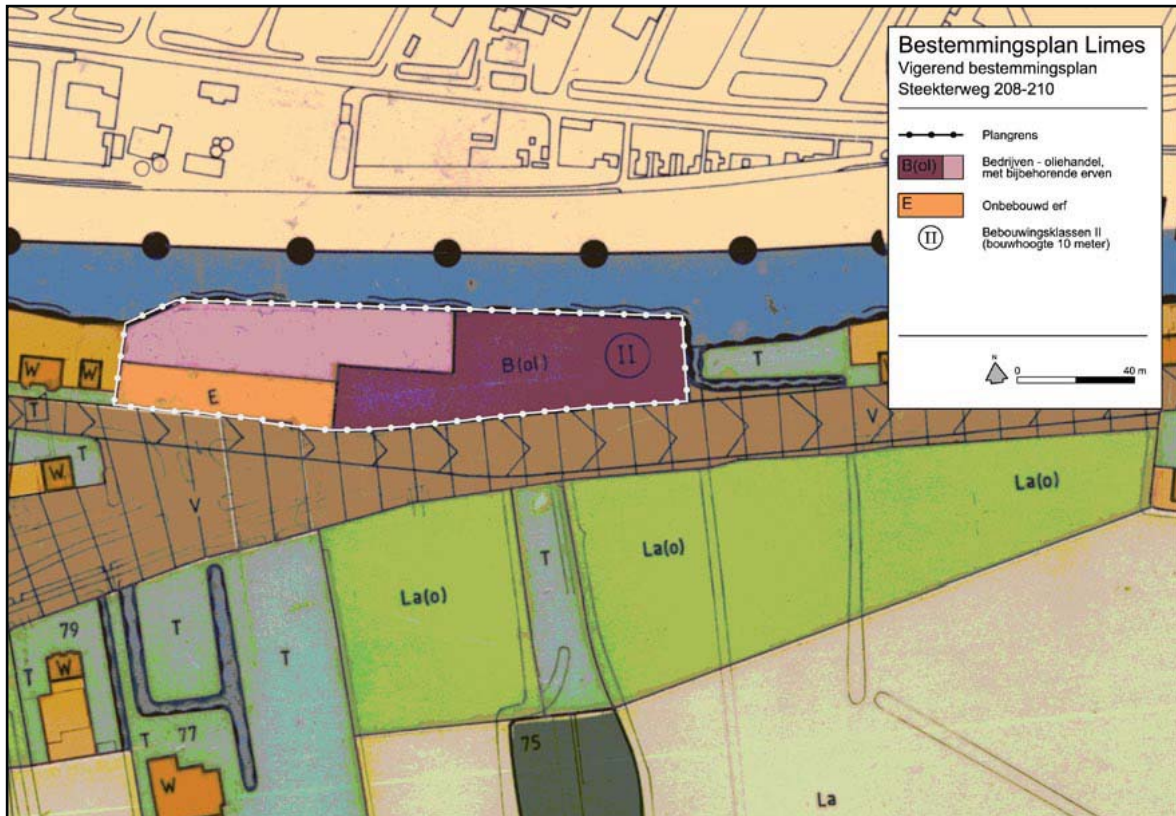 Bestemmingsplan Limes
Vigerend bestemmingsplan
Steekterweg 208-210
Plangrens
B(ol)
Bedrijven - oliehandel,
met bijbehorende erven
E
Onbebouwd erf
II
Bebouwingsklassen II
(bouwhoogte 10 meter)
N
0
40 m
B(ol)
II
T
W
W
E
T
V
T
W
V
La(o)
La(o)
La(o)
T
T
79
T
T
W
T
77
W
75
La